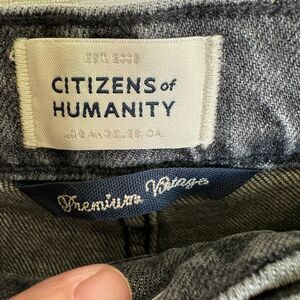 EST. 2003
CITIZENS of
HUMANITY
LOS ANGELES, CA.
Premium Vintage